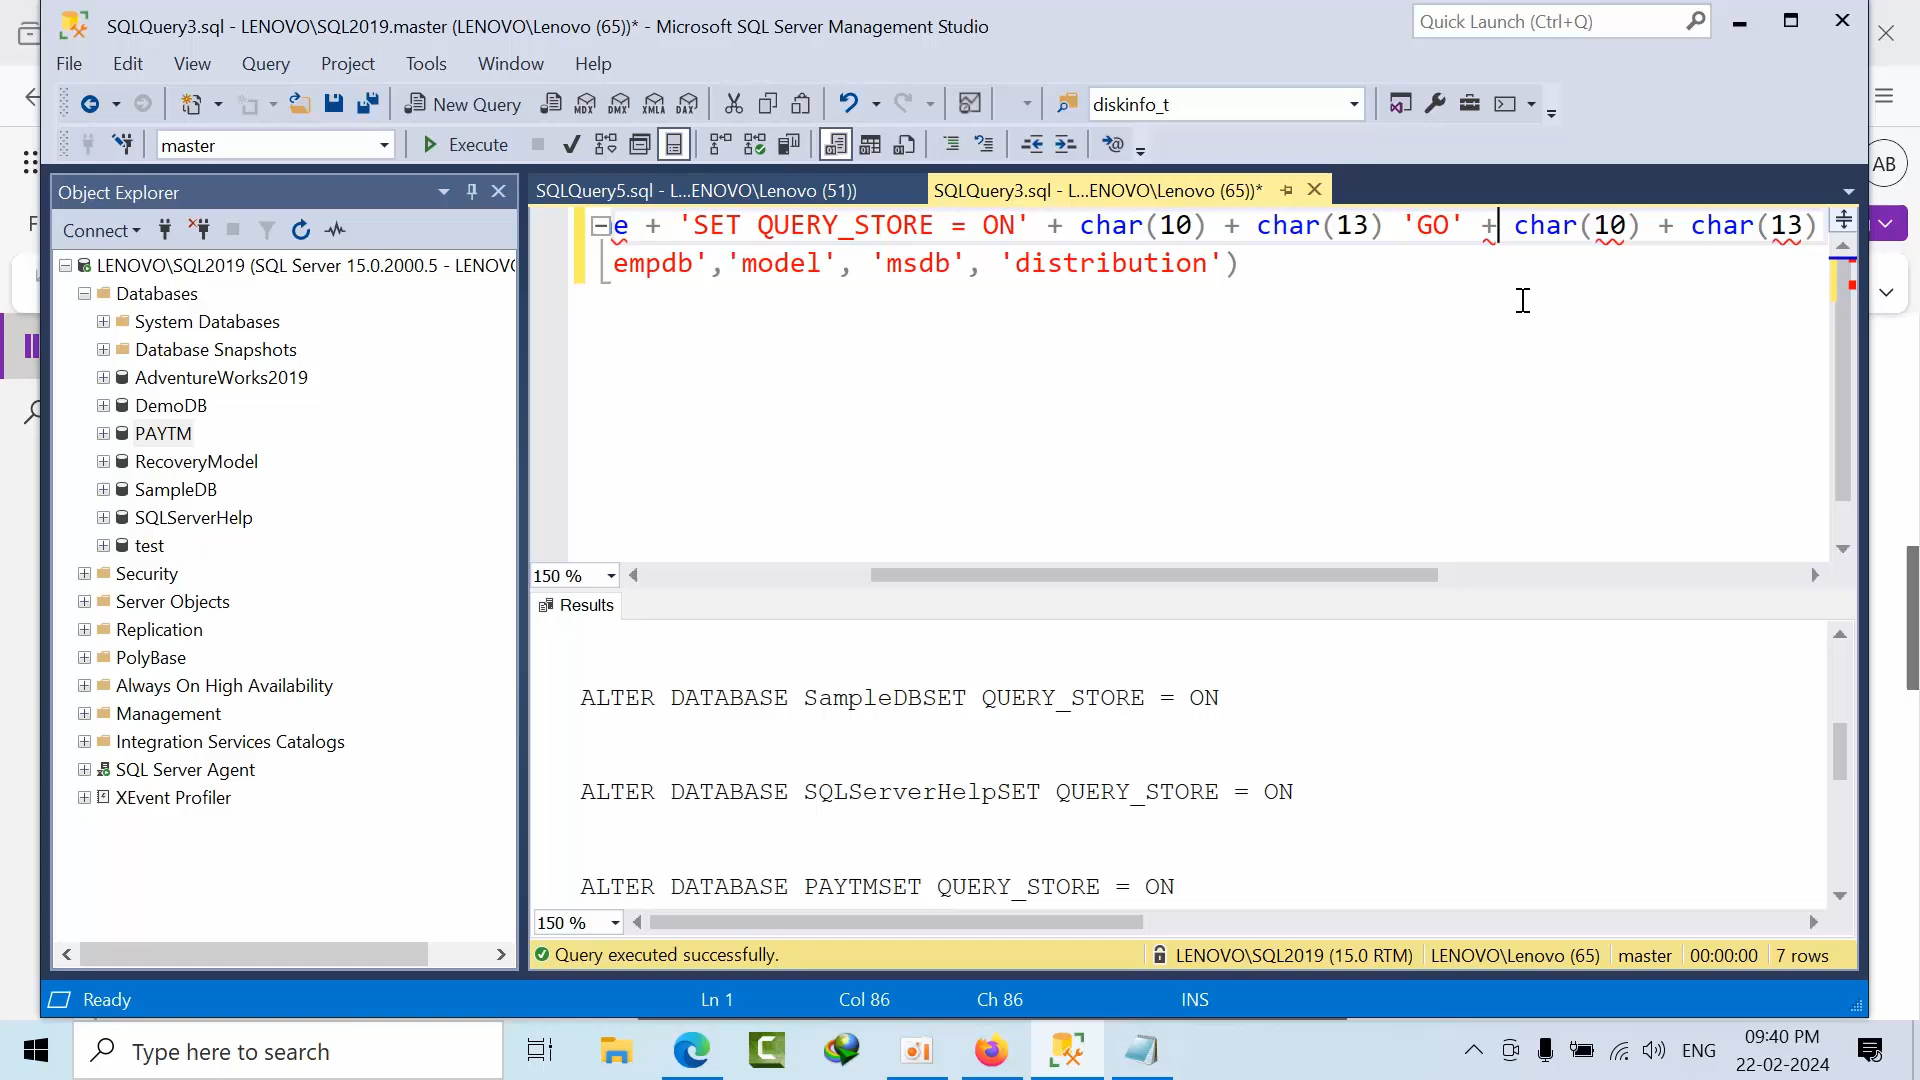 SQLQuery3.sql - LENOVO\SQL2019.master (LENOVO\Lenovo (65))* - Microsoft SQL Server Management Studio
Quick Launch (Ctrl+Q)
File Edit View Query Project Tools Window Help
New Query
MDX DMX XMLA DAX
diskinfo_t
master
Execute
Object Explorer
SQLQuery5.sql - L...ENOVO\Lenovo (51))
SQLQuery3.sql - L...ENOVO\Lenovo (65))*
AB
Connect
e + 'SET QUERY_STORE = ON' + char(10) + char(13) 'GO' + char(10) + char(13)
empdb','model', 'msdb', 'distribution')
LENOVO\SQL2019 (SQL Server 15.0.2000.5 - LENOVO
Databases
System Databases
Database Snapshots
AdventureWorks2019
DemoDB
PAYTM
RecoveryModel
SampleDB
SQLServerHelp
test
Security
Server Objects
Replication
PolyBase
Always On High Availability
Management
Integration Services Catalogs
SQL Server Agent
XEvent Profiler
150 %
Results
ALTER DATABASE SampleDBSET QUERY_STORE = ON
ALTER DATABASE SQLServerHelpSET QUERY_STORE = ON
ALTER DATABASE PAYTMSET QUERY_STORE = ON
150 %
Query executed successfully.
LENOVO\SQL2019 (15.0 RTM)
LENOVO\Lenovo (65)
master
00:00:00
7 rows
Ready
Ln 1
Col 86
Ch 86
INS
Type here to search
ENG
09:40 PM
22-02-2024